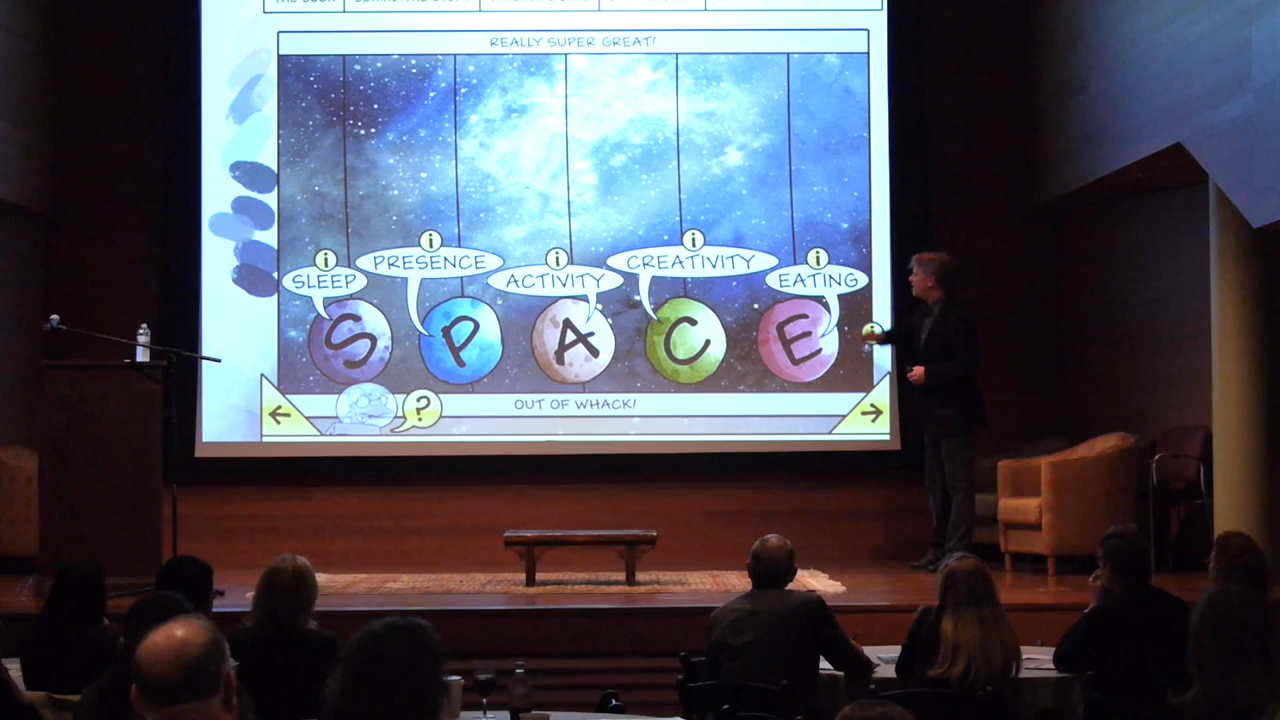 REALLY SUPER GREAT!
i i i i i
SLEEP PRESENCE ACTIVITY CREATIVITY EATING
S P A C E
?
OUT OF WHACK!